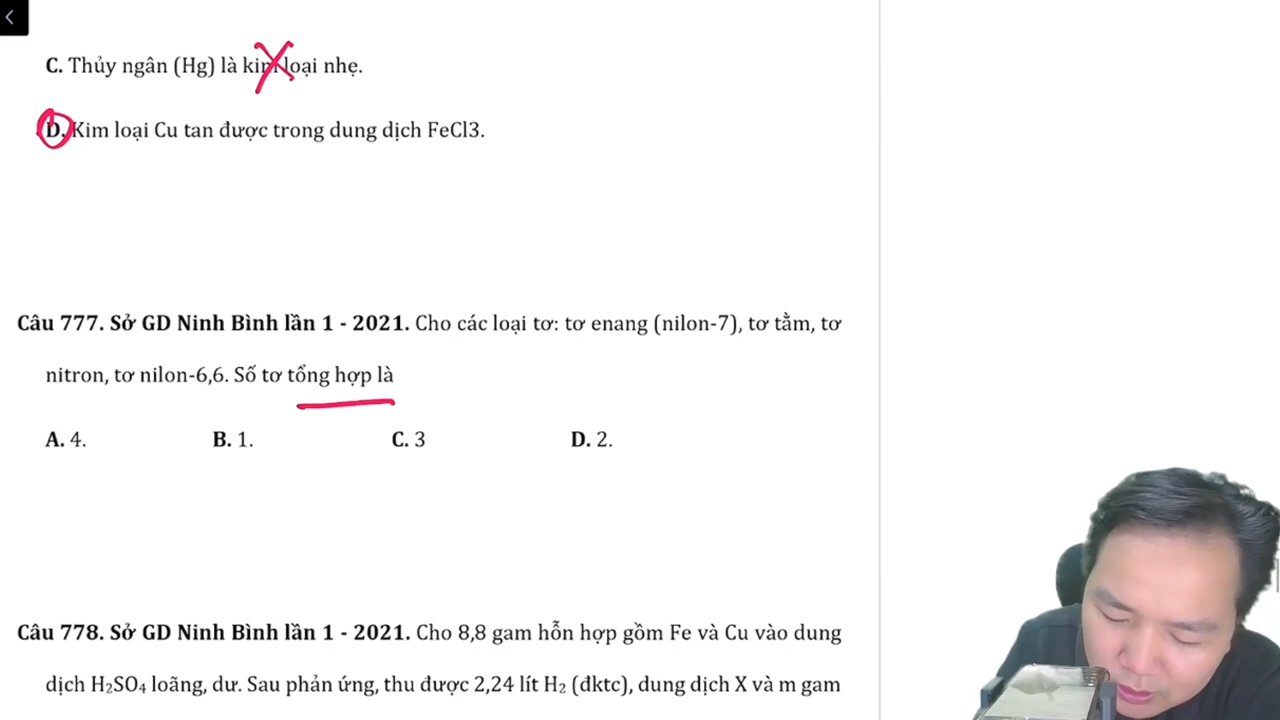 C. Thủy ngân (Hg) là kim loại nhẹ.
D. Kim loại Cu tan được trong dung dịch FeCl3.
Câu 777. Sở GD Ninh Bình lần 1 - 2021. Cho các loại tơ: tơ enang (nilon-7), tơ tằm, tơ
nitron, tơ nilon-6,6. Số tơ tổng hợp là
A. 4. B. 1. C. 3 D. 2.
Câu 778. Sở GD Ninh Bình lần 1 - 2021. Cho 8,8 gam hỗn hợp gồm Fe và Cu vào dung
dịch H₂SO₄ loãng, dư. Sau phản ứng, thu được 2,24 lít H₂ (đktc), dung dịch X và m gam